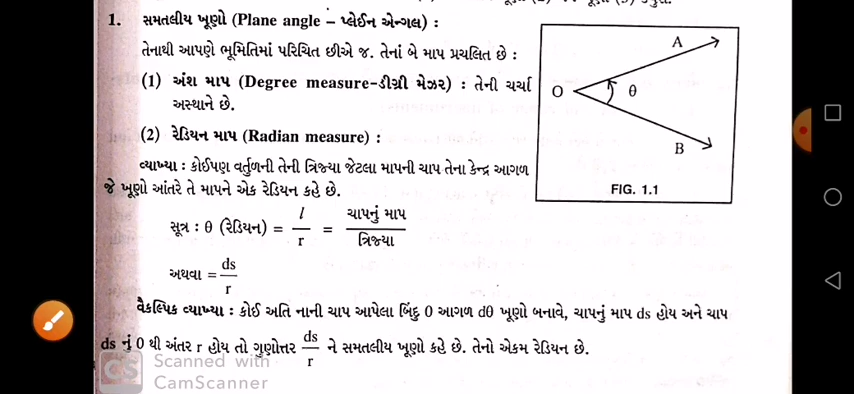 1. સમતલીય ખૂણો (Plane angle – પ્લેઈન એન્ગલ) :
તેનાથી આપણે ભૂમિતિમાં પરિચિત છીએ જ. તેનાં બે માપ પ્રચલિત છે :
(1) અંશ માપ (Degree measure–ડીગ્રી મેઝર) : તેની ચર્ચા
અસ્થાને છે.
(2) રેડિયન માપ (Radian measure) :
વ્યાખ્યા : કોઈપણ વર્તુળની તેની ત્રિજ્યા જેટલા માપની ચાપ તેના કેન્દ્ર આગળ
જે ખૂણો આંતરે તે માપને એક રેડિયન કહે છે.
A
O θ
B
FIG. 1.1
સૂત્ર : θ (રેડિયન) = l/r = ચાપનું માપ/ત્રિજ્યા
અથવા = ds/r
વૈકલ્પિક વ્યાખ્યા : કોઈ અતિ નાની ચાપ આપેલા બિંદુ 0 આગળ dθ ખૂણો બનાવે, ચાપનું માપ ds હોય અને ચાપ
ds નું 0 થી અંતર r હોય તો ગુણોત્તર ds/r ને સમતલીય ખૂણો કહે છે. તેનો એકમ રેડિયન છે.
CS Scanned with
CamScanner